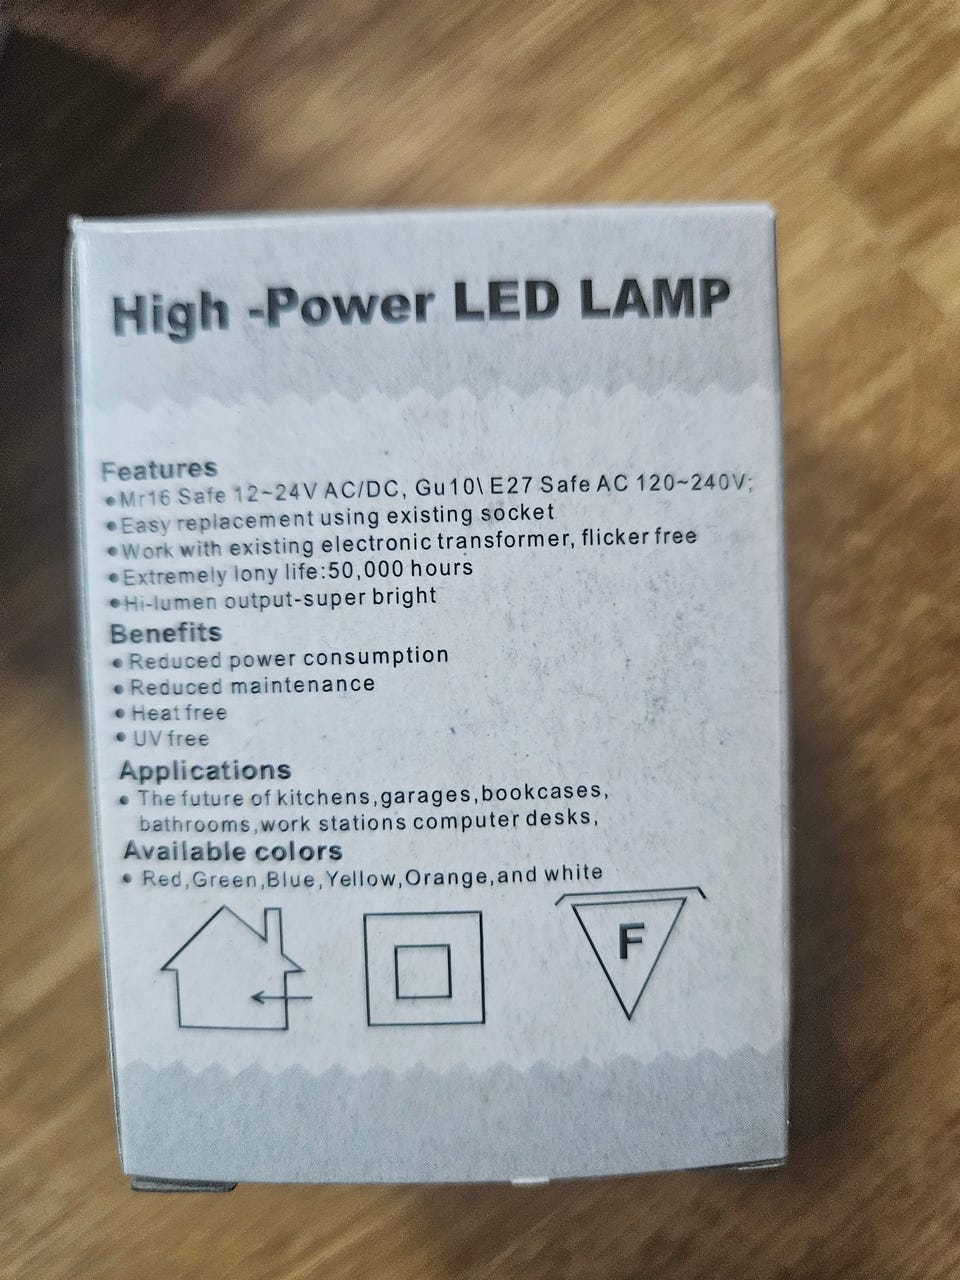 High -Power LED LAMP
Features
•Mr16 Safe 12~24V AC/DC, Gu10\ E27 Safe AC 120~240V;
•Easy replacement using existing socket
•Work with existing electronic transformer, flicker free
•Extremely lony life:50,000 hours
•Hi-lumen output-super bright
Benefits
• Reduced power consumption
• Reduced maintenance
• Heat free
• UV free
Applications
• The future of kitchens,garages,bookcases,
bathrooms,work stations computer desks,
Available colors
• Red,Green,Blue,Yellow,Orange,and white
F